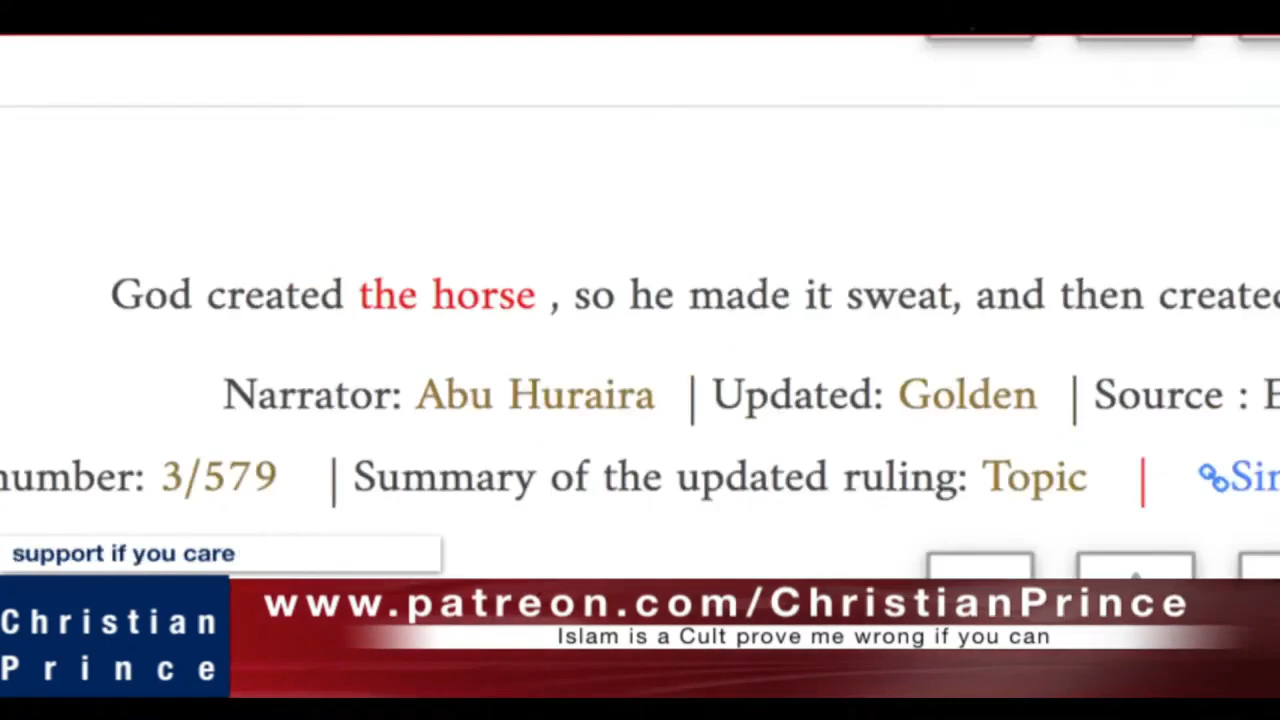 God created the horse , so he made it sweat, and then created
Narrator: Abu Huraira | Updated: Golden | Source :
number: 3/579 | Summary of the updated ruling: Topic |
support if you care
Christian
Prince
www.patreon.com/ChristianPrince
Islam is a Cult prove me wrong if you can